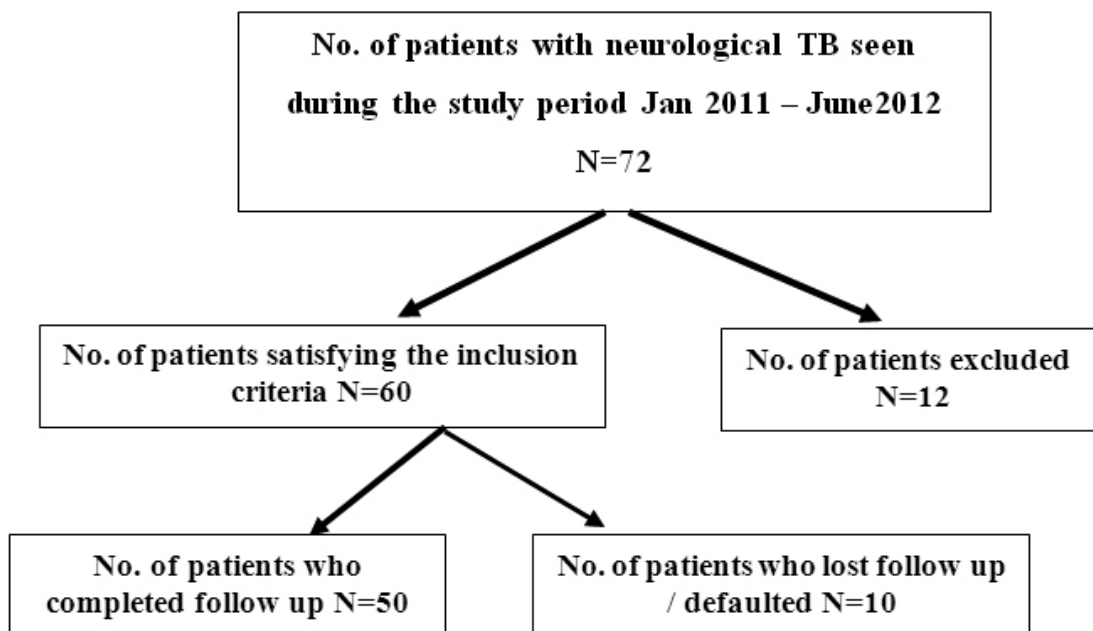 No. of patients with neurological TB seen
during the study period Jan 2011 – June2012
N=72
No. of patients satisfying the inclusion
criteria N=60
No. of patients excluded
N=12
No. of patients who
completed follow up N=50
No. of patients who lost follow up
/ defaulted N=10